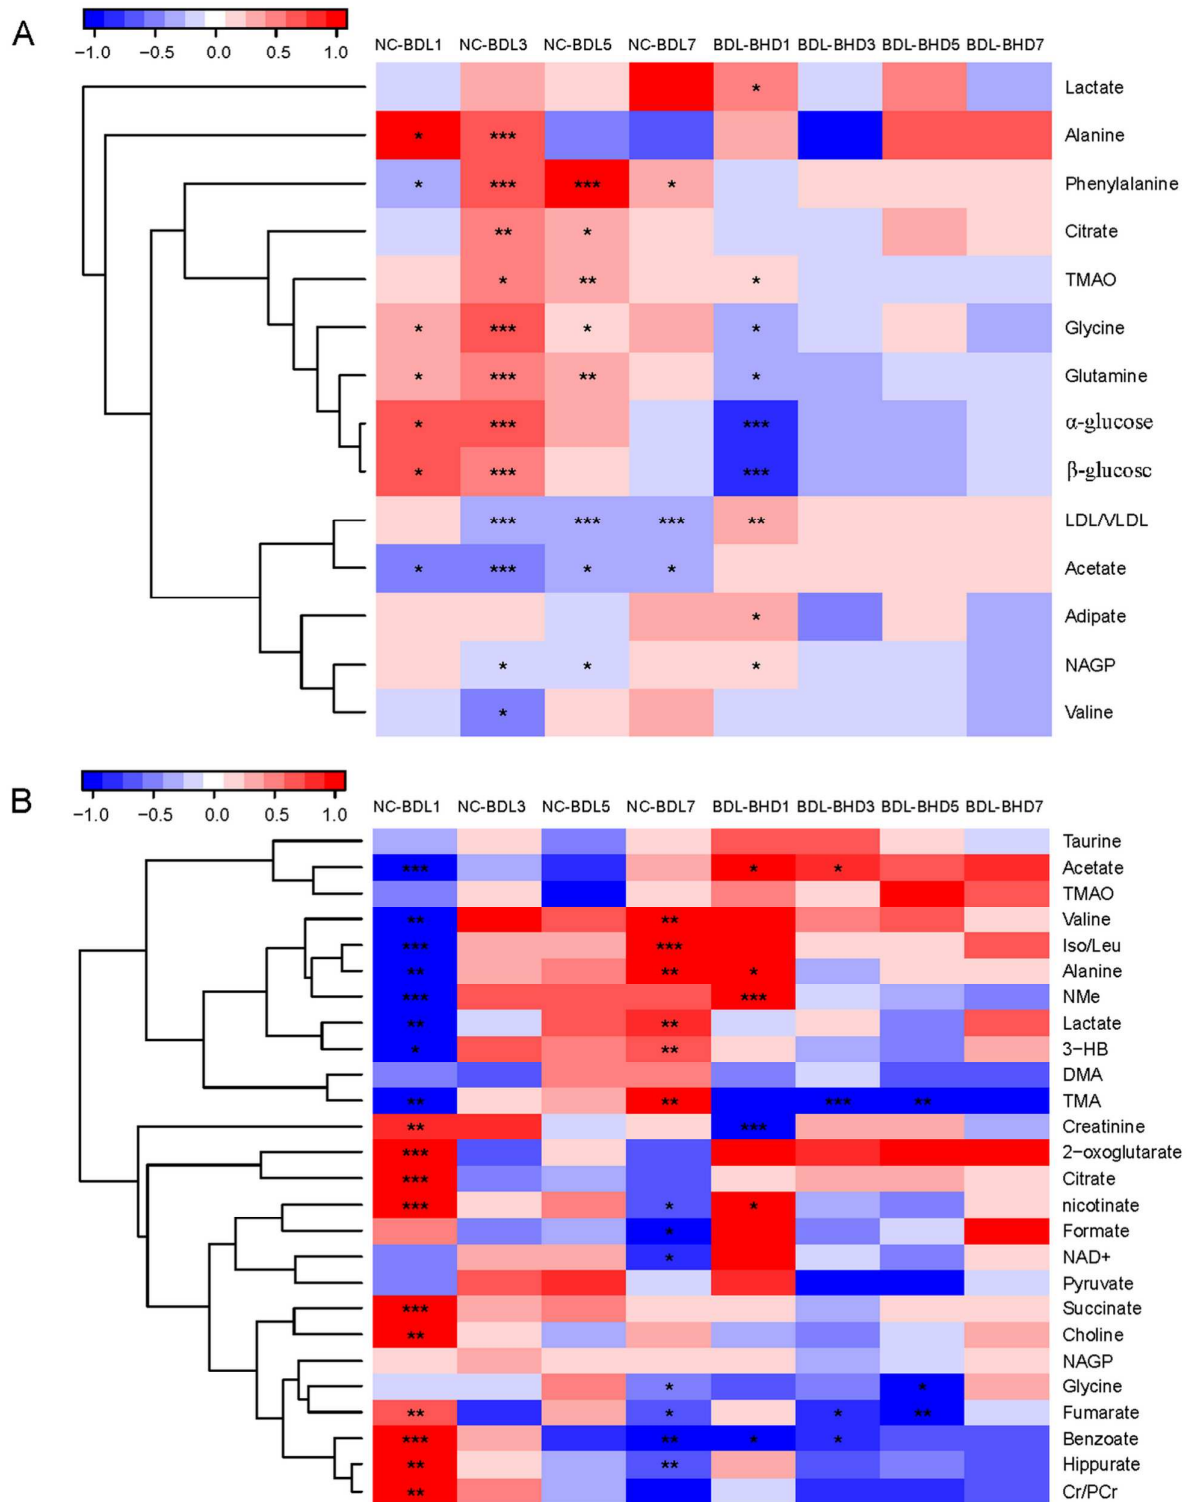 A
−1.0 −0.5 0.0 0.5 1.0
NC-BDL1 NC-BDL3 NC-BDL5 NC-BDL7 BDL-BHD1 BDL-BHD3 BDL-BHD5 BDL-BHD7
* Lactate
* *** Alanine
* *** *** * Phenylalanine
** * Citrate
* ** * TMAO
* *** * * Glycine
* *** ** * Glutamine
* *** *** α-glucose
* *** *** β-glucosc
*** *** *** ** LDL/VLDL
* *** * * Acetate
* Adipate
* * * NAGP
* Valine
B
−1.0 −0.5 0.0 0.5 1.0
NC-BDL1 NC-BDL3 NC-BDL5 NC-BDL7 BDL-BHD1 BDL-BHD3 BDL-BHD5 BDL-BHD7
Taurine
*** * * Acetate
TMAO
** ** Valine
*** *** Iso/Leu
** ** * Alanine
*** *** NMe
** ** Lactate
* ** 3−HB
DMA
** ** *** ** TMA
** *** Creatinine
*** 2−oxoglutarate
*** Citrate
*** * * nicotinate
* Formate
* NAD+
Pyruvate
*** Succinate
** Choline
NAGP
* * Glycine
** * * ** Fumarate
*** ** * * Benzoate
** ** Hippurate
** Cr/PCr